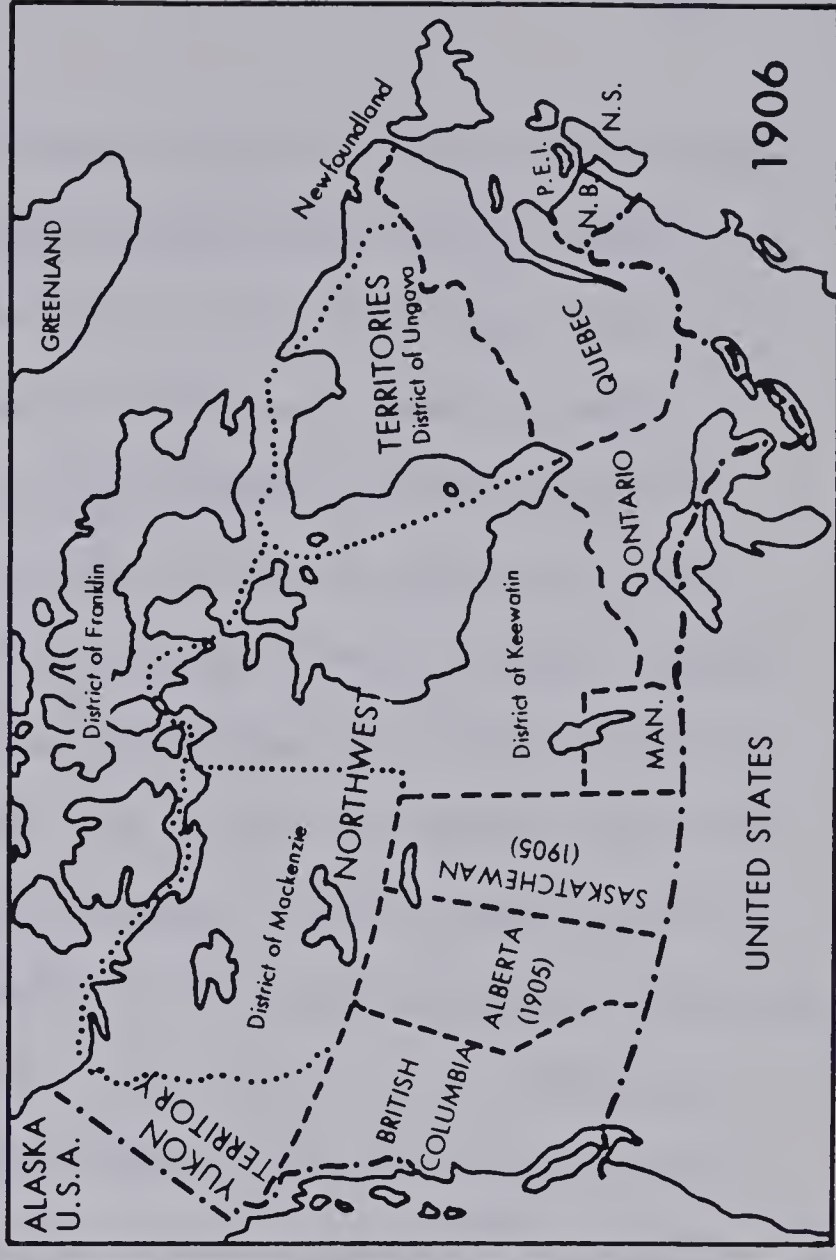 ALASKA
U.S.A.
YUKON
TERRITORY
District of Mackenzie
District of Franklin
GREENLAND
NORTHWEST
TERRITORIES
District of Ungava
Newfoundland
BRITISH
COLUMBIA
ALBERTA
(1905)
SASKATCHEWAN
(1905)
District of Keewatin
MAN.
ONTARIO
QUEBEC
P.E.I.
N.B.
N.S.
UNITED STATES
1906